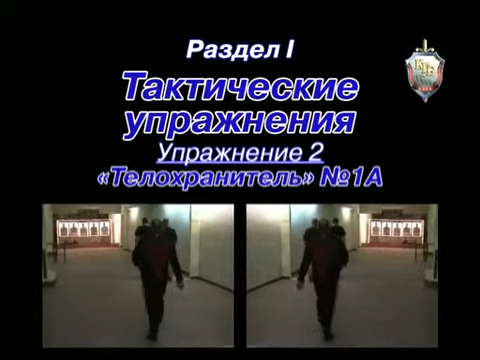 Раздел I
Тактические
упражнения
Упражнение 2
«Телохранитель» №1А